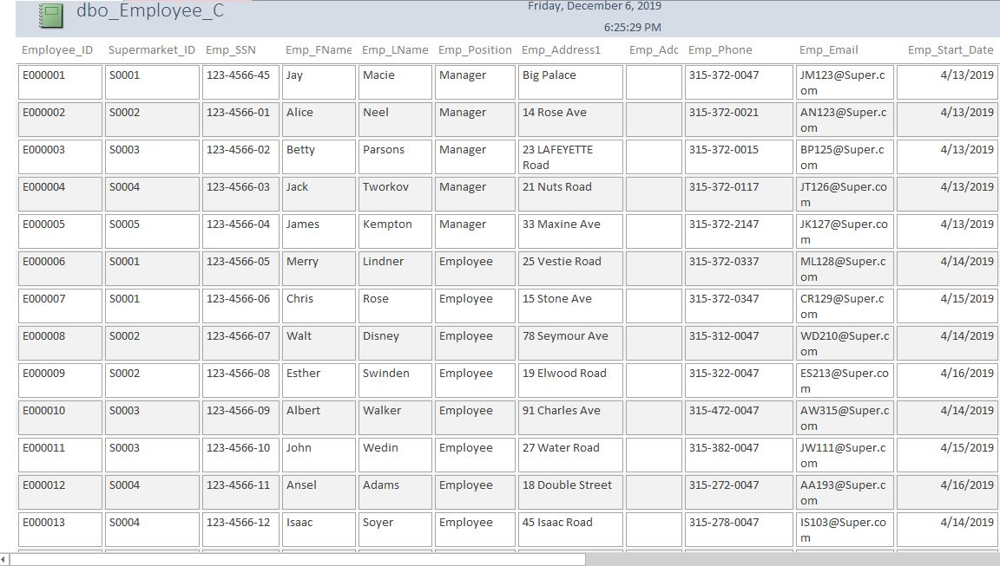 dbo_Employee_C
Friday, December 6, 2019
6:25:29 PM
Employee_ID Supermarket_ID Emp_SSN Emp_FName Emp_LName Emp_Position Emp_Address1 Emp_Adc Emp_Phone Emp_Email Emp_Start_Date
E000001 S0001 123-4566-45 Jay Macie Manager Big Palace 315-372-0047 JM123@Super.c 4/13/2019
om
E000002 S0002 123-4566-01 Alice Neel Manager 14 Rose Ave 315-372-0021 AN123@Super.c 4/13/2019
om
E000003 S0003 123-4566-02 Betty Parsons Manager 23 LAFEYETTE 315-372-0015 BP125@Super.c 4/13/2019
Road om
E000004 S0004 123-4566-03 Jack Tworkov Manager 21 Nuts Road 315-372-0117 JT126@Super.co 4/13/2019
m
E000005 S0005 123-4566-04 James Kempton Manager 33 Maxine Ave 315-372-2147 JK127@Super.co 4/13/2019
m
E000006 S0001 123-4566-05 Merry Lindner Employee 25 Vestie Road 315-372-0337 ML128@Super.c 4/14/2019
om
E000007 S0001 123-4566-06 Chris Rose Employee 15 Stone Ave 315-372-0347 CR129@Super.c 4/15/2019
om
E000008 S0002 123-4566-07 Walt Disney Employee 78 Seymour Ave 315-312-0047 WD210@Super.c 4/14/2019
om
E000009 S0002 123-4566-08 Esther Swinden Employee 19 Elwood Road 315-322-0047 ES213@Super.co 4/16/2019
m
E000010 S0003 123-4566-09 Albert Walker Employee 91 Charles Ave 315-472-0047 AW315@Super.c 4/14/2019
om
E000011 S0003 123-4566-10 John Wedin Employee 27 Water Road 315-382-0047 JW111@Super.c 4/15/2019
om
E000012 S0004 123-4566-11 Ansel Adams Employee 18 Double Street 315-272-0047 AA193@Super.c 4/16/2019
om
E000013 S0004 123-4566-12 Isaac Soyer Employee 45 Isaac Road 315-278-0047 IS103@Super.co 4/14/2019
m